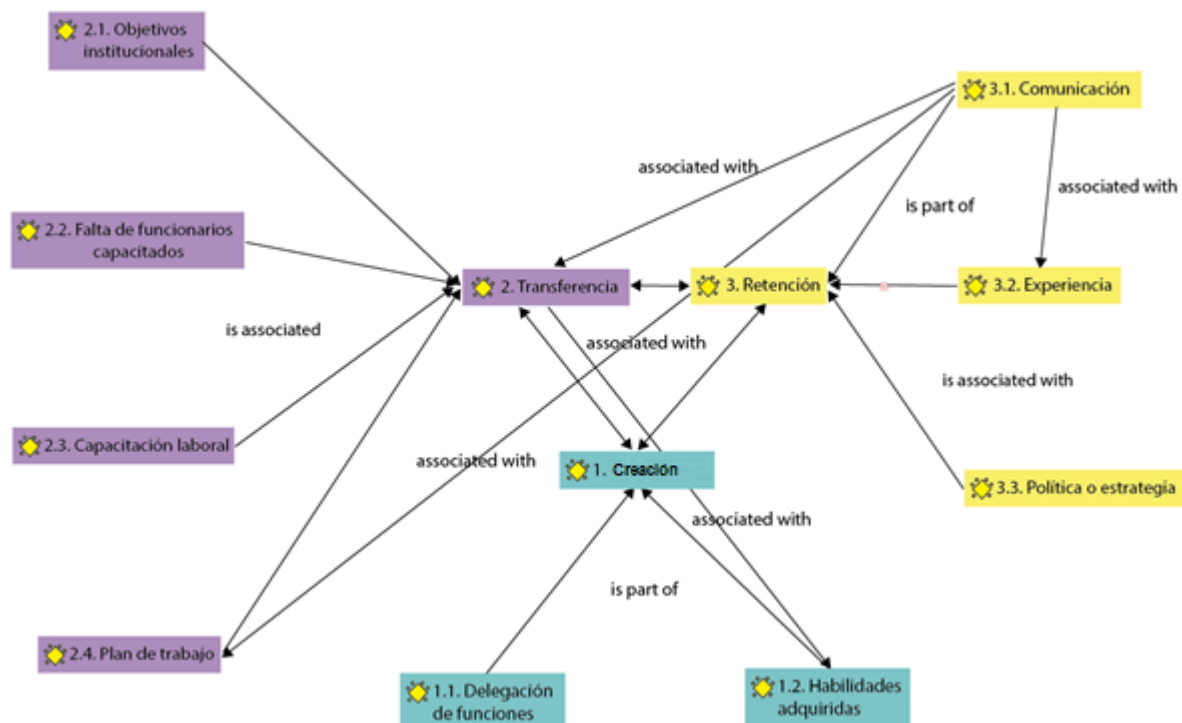 2.1. Objetivos
institucionales
3.1. Comunicación
associated with
associated with
is part of
2.2. Falta de funcionarios
capacitados
2. Transferencia
3. Retención
3.2. Experiencia
is associated
associated with
is associated with
2.3. Capacitación laboral
associated with
1. Creación
3.3. Política o estrategia
associated with
is part of
2.4. Plan de trabajo
1.1. Delegación
de funciones
1.2. Habilidades
adquiridas